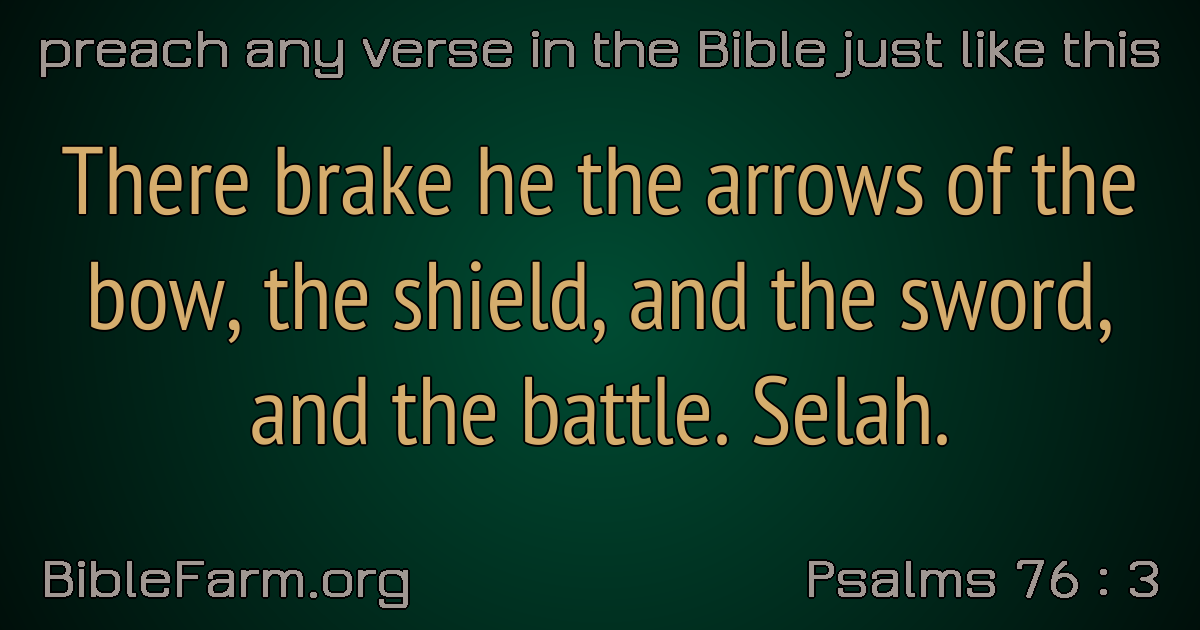 preach any verse in the Bible just like this
There brake he the arrows of the
bow, the shield, and the sword,
and the battle. Selah.
BibleFarm.org
Psalms 76 : 3